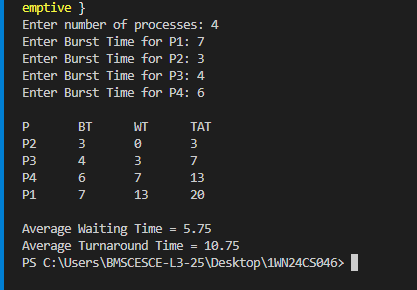 emptive }
Enter number of processes: 4
Enter Burst Time for P1: 7
Enter Burst Time for P2: 3
Enter Burst Time for P3: 4
Enter Burst Time for P4: 6
P BT WT TAT
P2 3 0 3
P3 4 3 7
P4 6 7 13
P1 7 13 20
Average Waiting Time = 5.75
Average Turnaround Time = 10.75
PS C:\Users\BMSCESCE-L3-25\Desktop\1WN24CS046>